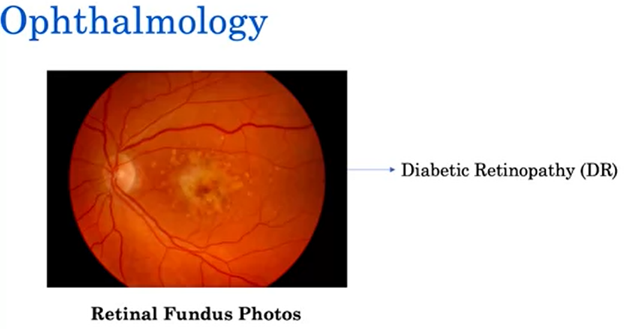 Ophthalmology
Diabetic Retinopathy (DR)
Retinal Fundus Photos